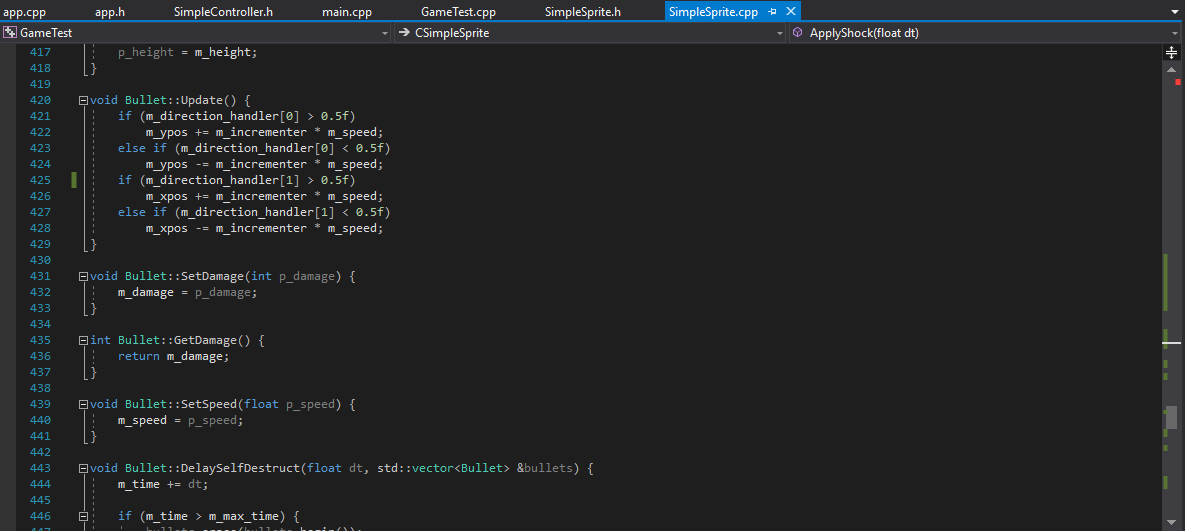 app.cpp app.h SimpleController.h main.cpp GameTest.cpp SimpleSprite.h SimpleSprite.cpp
GameTest CSimpleSprite ApplyShock(float dt)
417 p_height = m_height;
418 }
419
420 void Bullet::Update() {
421 if (m_direction_handler[0] > 0.5f)
422 m_ypos += m_incrementer * m_speed;
423 else if (m_direction_handler[0] < 0.5f)
424 m_ypos -= m_incrementer * m_speed;
425 if (m_direction_handler[1] > 0.5f)
426 m_xpos += m_incrementer * m_speed;
427 else if (m_direction_handler[1] < 0.5f)
428 m_xpos -= m_incrementer * m_speed;
429 }
430
431 void Bullet::SetDamage(int p_damage) {
432 m_damage = p_damage;
433 }
434
435 int Bullet::GetDamage() {
436 return m_damage;
437 }
438
439 void Bullet::SetSpeed(float p_speed) {
440 m_speed = p_speed;
441 }
442
443 void Bullet::DelaySelfDestruct(float dt, std::vector<Bullet> &bullets) {
444 m_time += dt;
445
446 if (m_time > m_max_time) {
447 bullets.erase(bullets.begin());